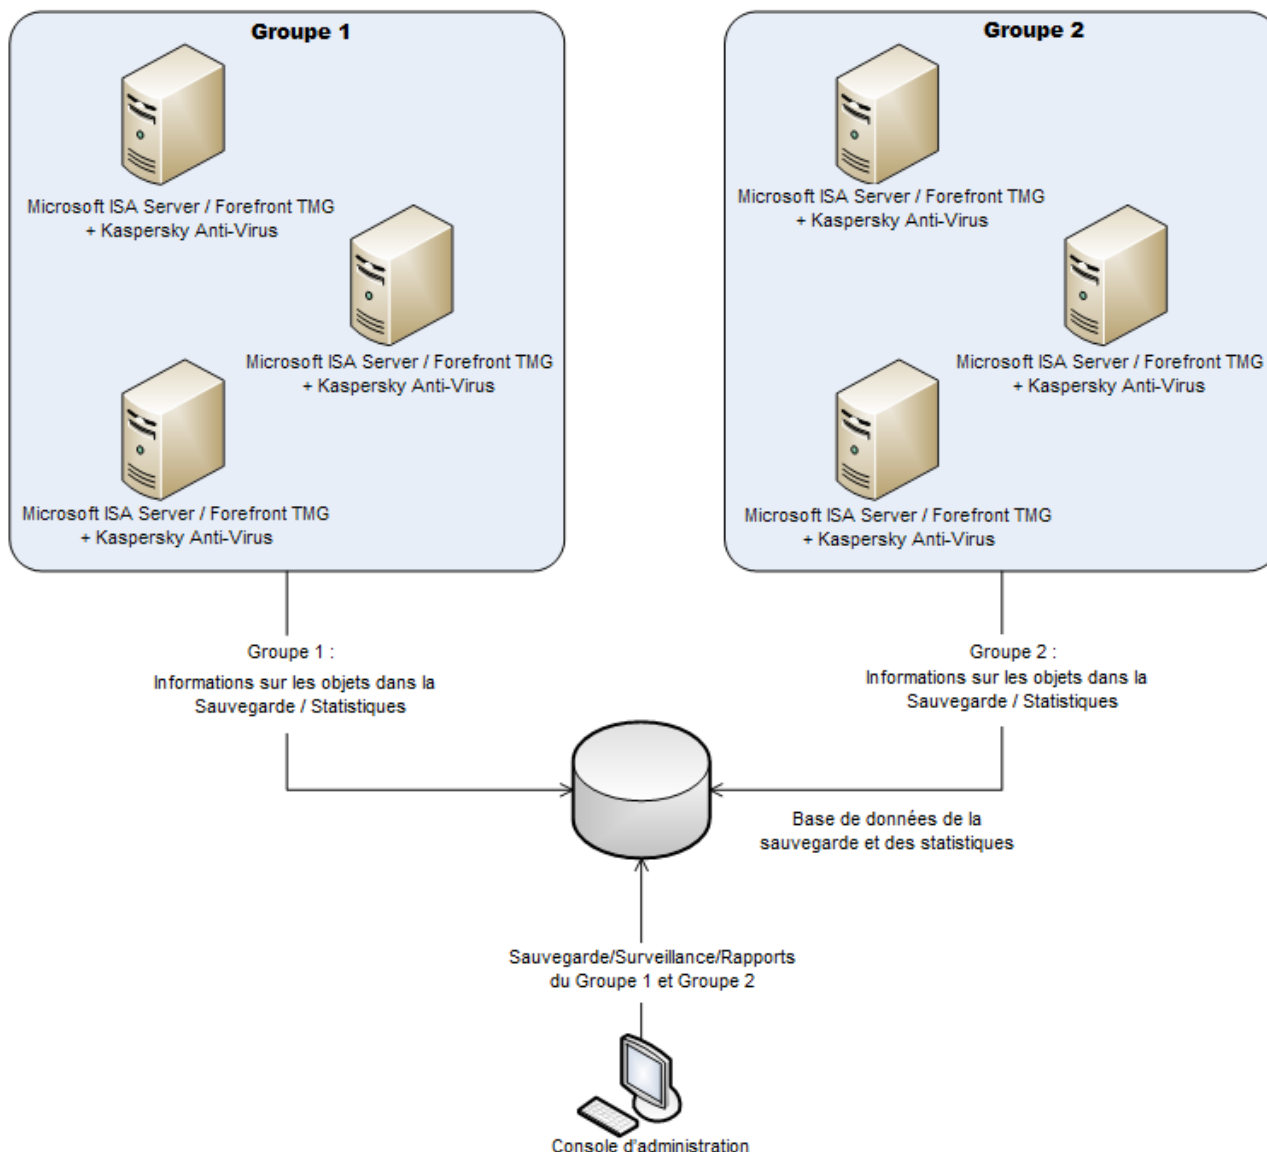 Groupe 1
Microsoft ISA Server / Forefront TMG
+ Kaspersky Anti-Virus
Microsoft ISA Server / Forefront TMG
+ Kaspersky Anti-Virus
Microsoft ISA Server / Forefront TMG
+ Kaspersky Anti-Virus
Groupe 2
Microsoft ISA Server / Forefront TMG
+ Kaspersky Anti-Virus
Microsoft ISA Server / Forefront TMG
+ Kaspersky Anti-Virus
Microsoft ISA Server / Forefront TMG
+ Kaspersky Anti-Virus
Groupe 1 :
Informations sur les objets dans la
Sauvegarde / Statistiques
Groupe 2 :
Informations sur les objets dans la
Sauvegarde / Statistiques
Base de données de la
sauvegarde et des statistiques
Sauvegarde/Surveillance/Rapports
du Groupe 1 et Groupe 2
Console d'administration